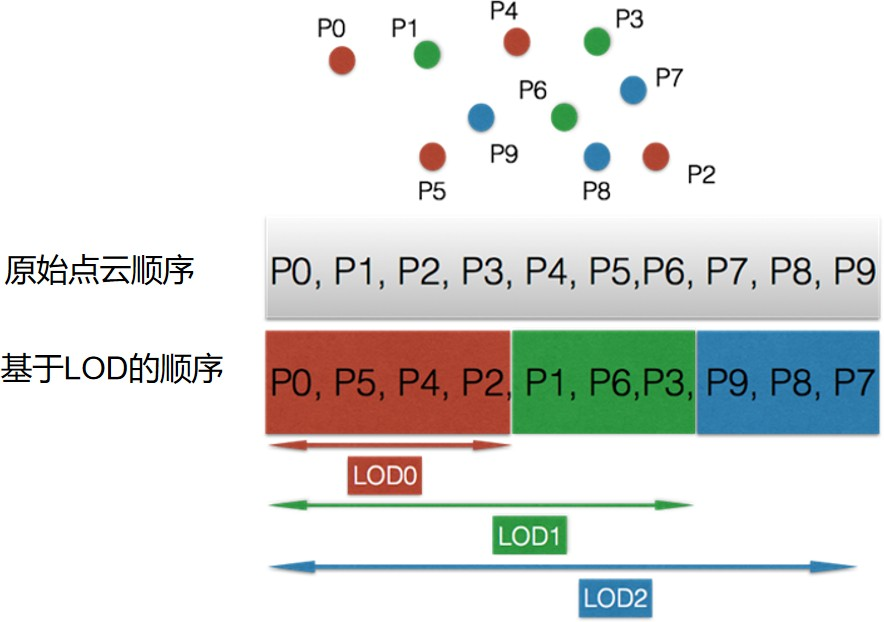 P4
P0
P1
P3
P6
P7
P9
P5
P8
P2
原始点云顺序
P0, P1, P2, P3, P4, P5,P6, P7, P8, P9
基于LOD的顺序
P0, P5, P4, P2, P1, P6,P3, P9, P8, P7
LOD0
LOD1
LOD2